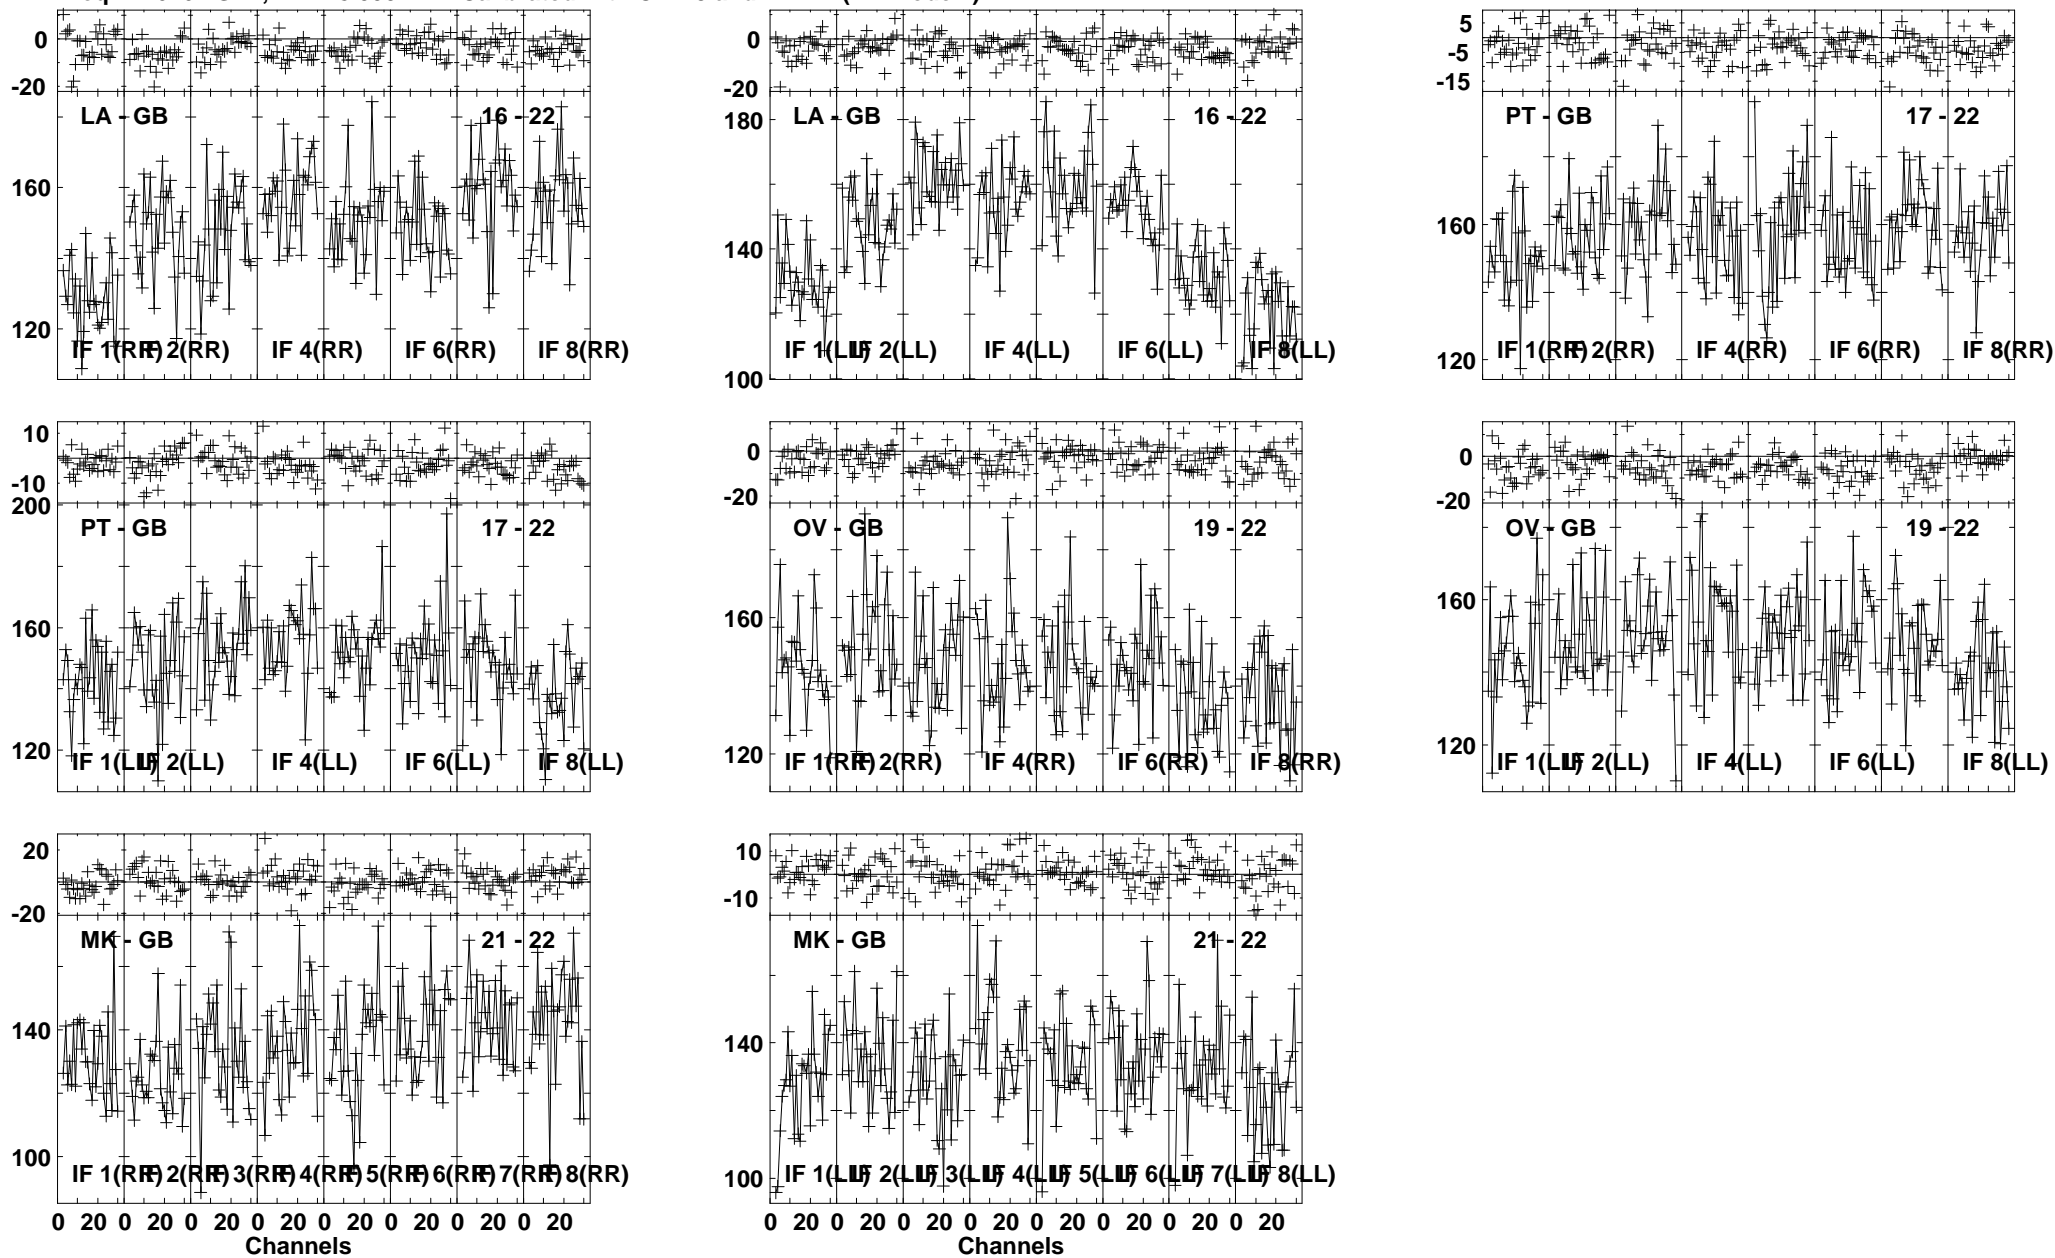 0
-20
LA - GB
16 - 22
160
120
IF 1(RR) IF 2(RR) IF 4(RR) IF 6(RR) IF 8(RR)
0
-20
LA - GB
16 - 22
180
140
100
IF 1(LL) IF 2(LL) IF 4(LL) IF 6(LL) IF 8(LL)
5
-5
-15
PT - GB
17 - 22
160
120
IF 1(RR) IF 2(RR) IF 4(RR) IF 6(RR) IF 8(RR)
10
-10
200
PT - GB
17 - 22
160
120
IF 1(LL) IF 2(LL) IF 4(LL) IF 6(LL) IF 8(LL)
0
-20
OV - GB
19 - 22
160
120
IF 1(RR) IF 2(RR) IF 4(RR) IF 6(RR) IF 8(RR)
0
-20
OV - GB
19 - 22
160
120
IF 1(LL) IF 2(LL) IF 4(LL) IF 6(LL) IF 8(LL)
20
-20
MK - GB
21 - 22
140
100
IF 1(RR) IF 2(RR) IF 3(RR) IF 4(RR) IF 5(RR) IF 6(RR) IF 7(RR) IF 8(RR)
0 20 0 20 0 20 0 20 0 20 0 20 0 20 0 20
Channels
10
-10
MK - GB
21 - 22
140
100
IF 1(LL) IF 2(LL) IF 3(LL) IF 4(LL) IF 5(LL) IF 6(LL) IF 7(LL) IF 8(LL)
0 20 0 20 0 20 0 20 0 20 0 20 0 20 0 20
Channels